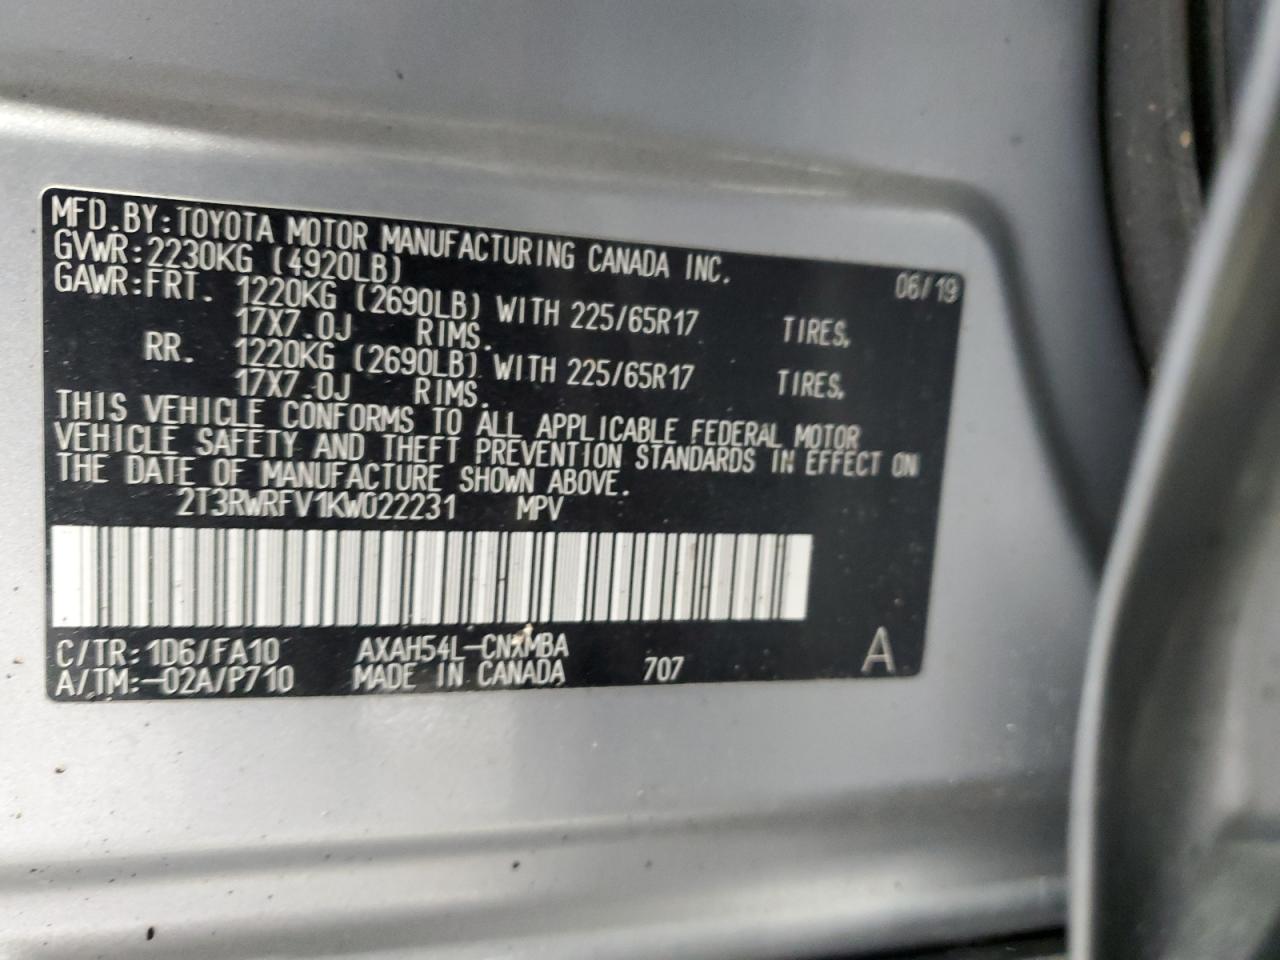 MFD.BY:TOYOTA MOTOR MANUFACTURING CANADA INC.
GVWR:2230KG (4920LB) 06/19
GAWR:FRT. 1220KG (2690LB) WITH 225/65R17 TIRES,
17X7.0J RIMS.
RR. 1220KG (2690LB) WITH 225/65R17 TIRES,
17X7.0J RIMS.
THIS VEHICLE CONFORMS TO ALL APPLICABLE FEDERAL MOTOR
VEHICLE SAFETY AND THEFT PREVENTION STANDARDS IN EFFECT ON
THE DATE OF MANUFACTURE SHOWN ABOVE.
2T3RWRFV1KW022231 MPV
C/TR:1D6/FA10 AXAH54L-CNXMBA A
A/TM:-02A/P710 MADE IN CANADA 707